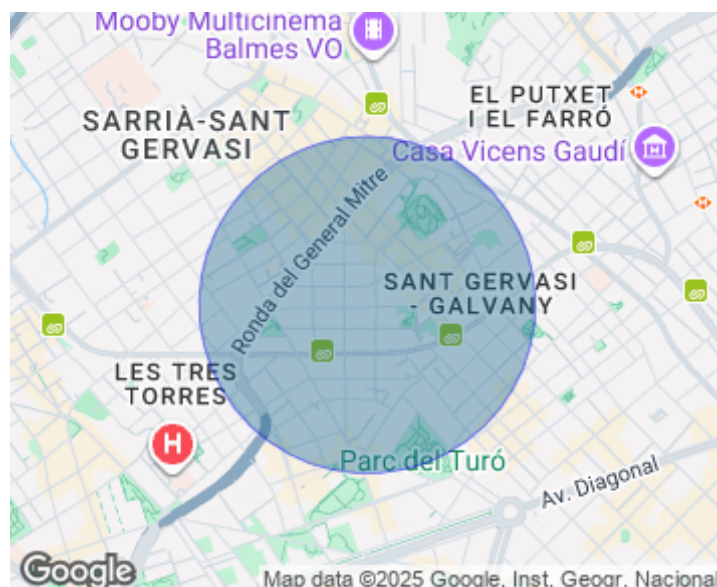 Mooby Multicinema
Balmes VO
EL PUTXET
I EL FARRÓ
SARRIÀ-SANT
GERVASI
Casa Vicens Gaudí
Ronda del General Mitre
SANT GERVASI
- GALVANY
LES TRES
TORRES
H
Parc del Turó
Av. Diagonal
Google
Map data ©2025 Google, Inst. Geogr. Nacional